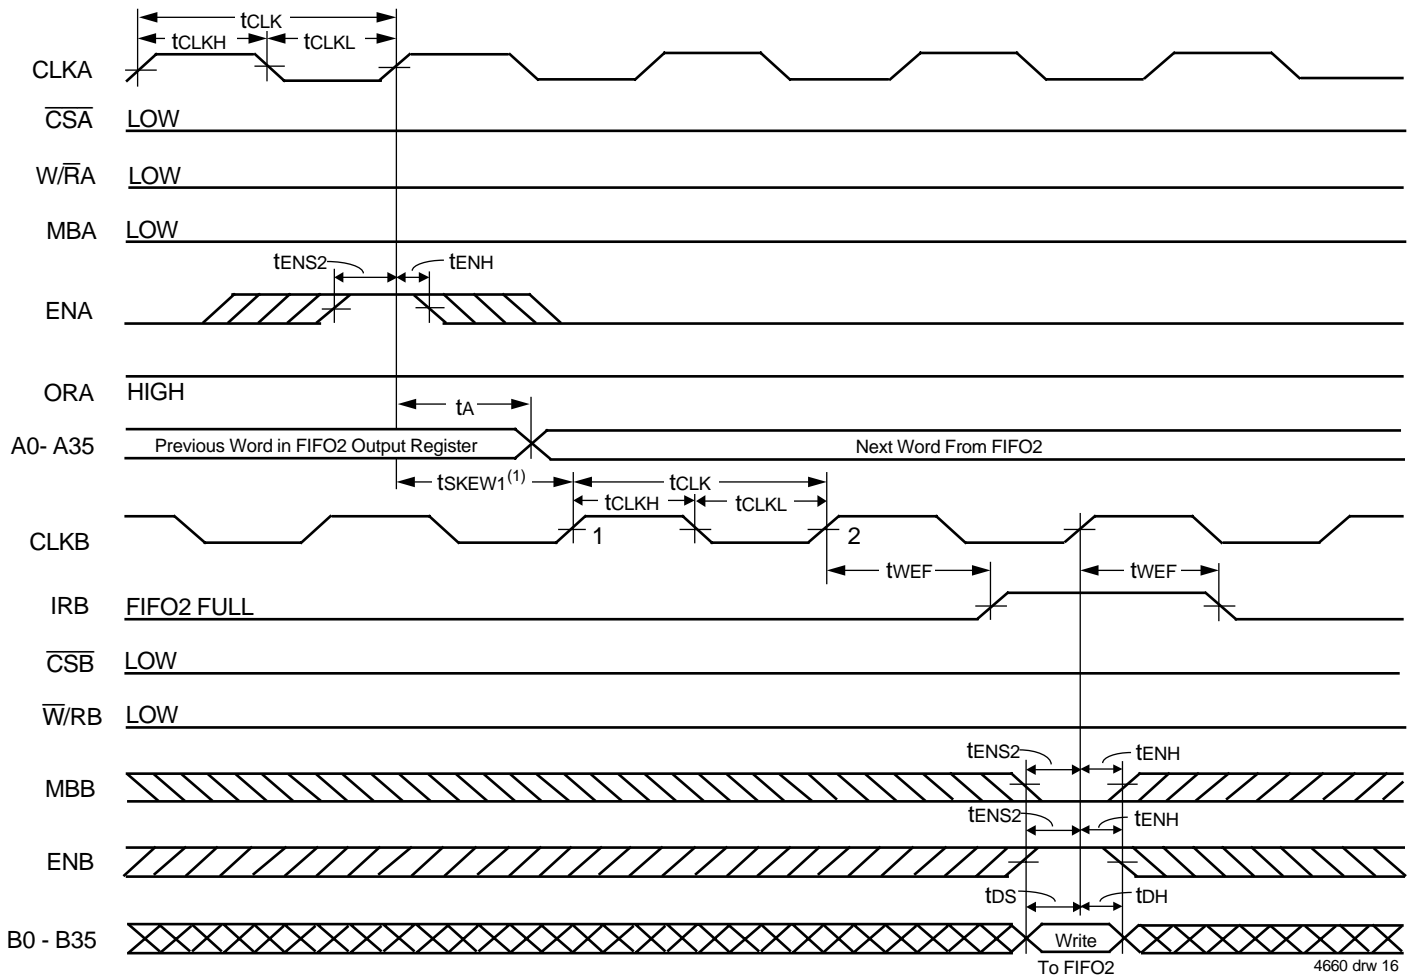 tCLK
tCLKH tCLKL
CLKA
CSA LOW
W/RA LOW
MBA LOW
tENS2 tENH
ENA
ORA HIGH
tA
A0- A35 Previous Word in FIFO2 Output Register Next Word From FIFO2
tSKEW1(1) tCLK
tCLKH tCLKL
CLKB 1 2
tWEF tWEF
IRB FIFO2 FULL
CSB LOW
W/RB LOW
tENS2 tENH
MBB
tENS2 tENH
ENB
tDS tDH
B0 - B35 Write
To FIFO2
4660 drw 16